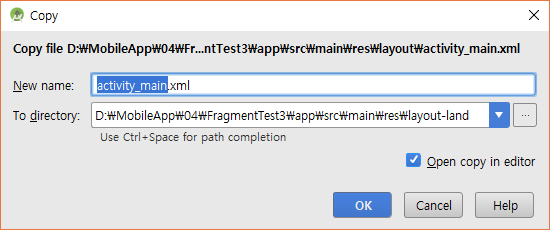 Copy
Copy file D:₩MobileApp₩04₩Fr...ntTest3₩app₩src₩main₩res₩layout₩activity_main.xml
New name: activity_main.xml
To directory: D:₩MobileApp₩04₩FragmentTest3₩app₩src₩main₩res₩layout-land ...
Use Ctrl+Space for path completion
Open copy in editor
OK Cancel Help